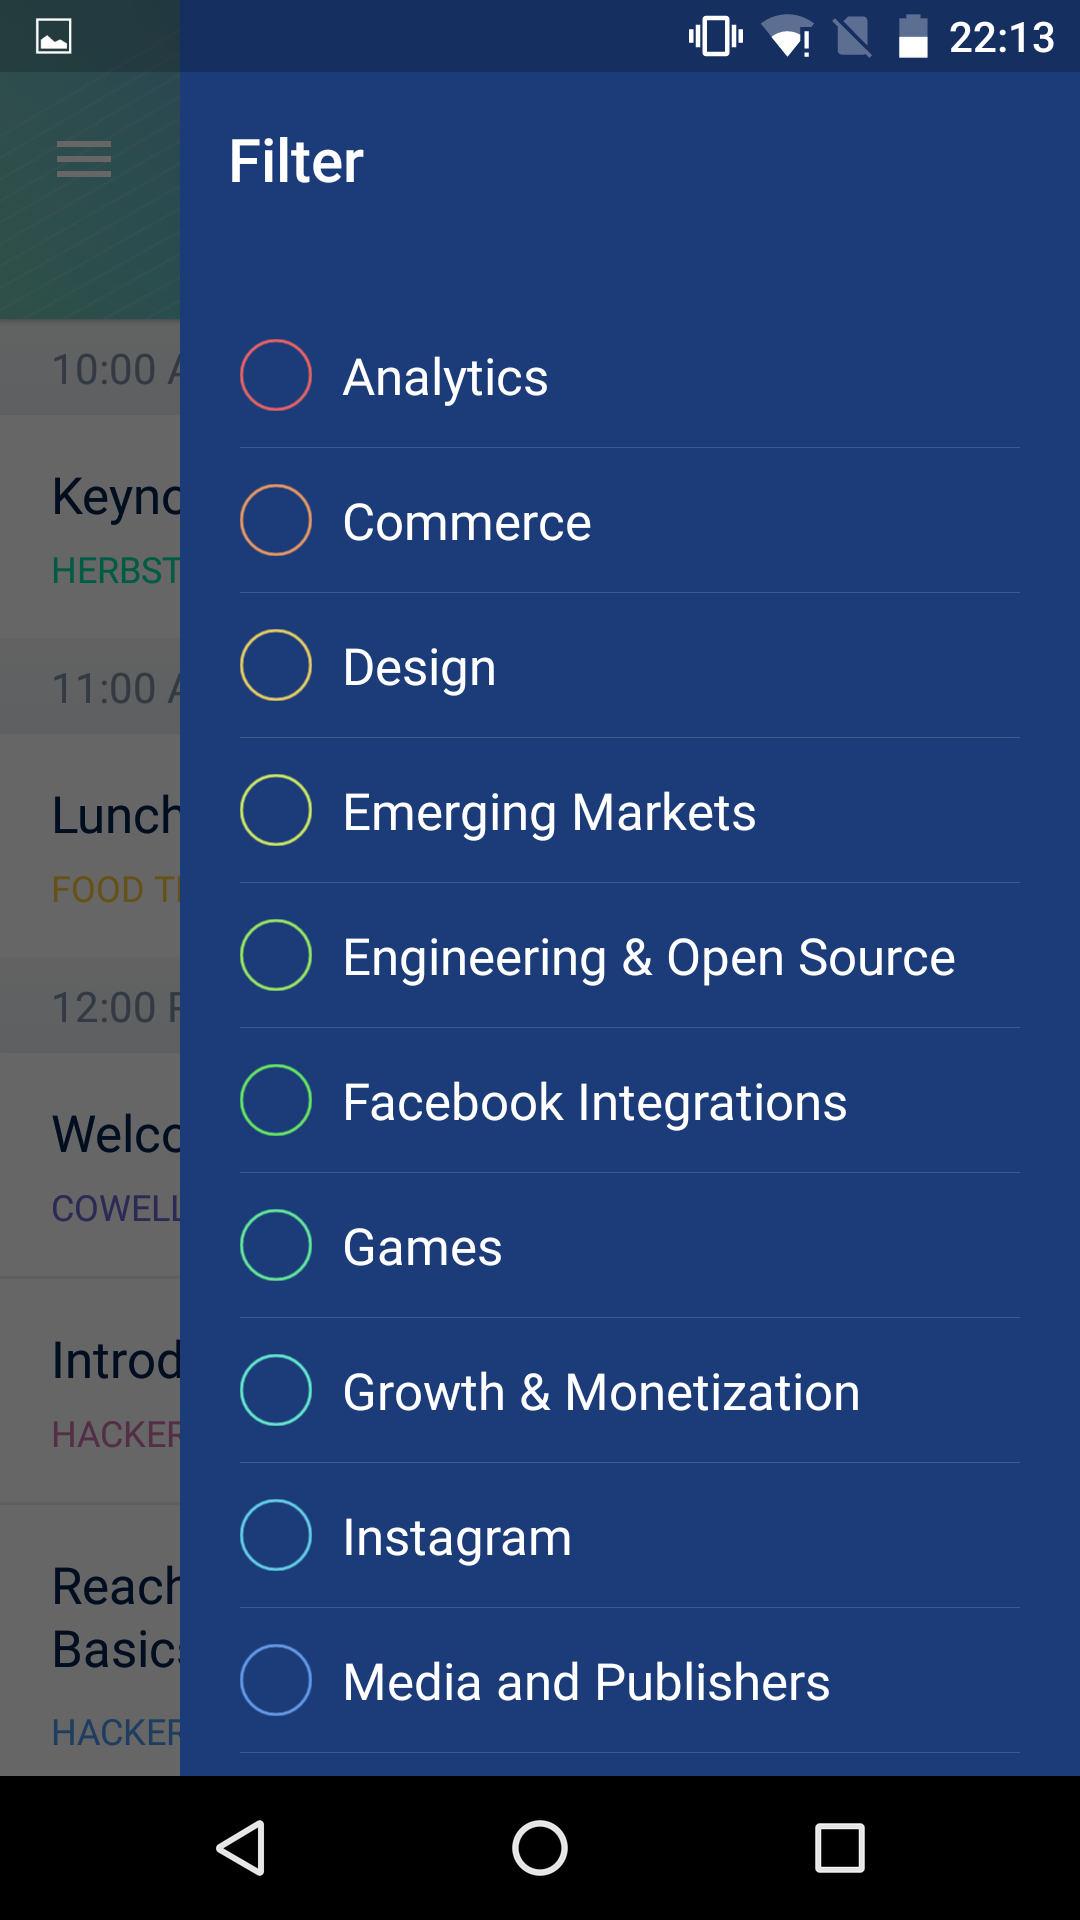 22:13
Filter
Analytics
Commerce
Design
Emerging Markets
Engineering & Open Source
Facebook Integrations
Games
Growth & Monetization
Instagram
Media and Publishers
10:00 A
Keyno
HERBST
11:00 A
Lunch
FOOD T
12:00 P
Welco
COWELL
Introd
HACKER
Reach
Basics
HACKER